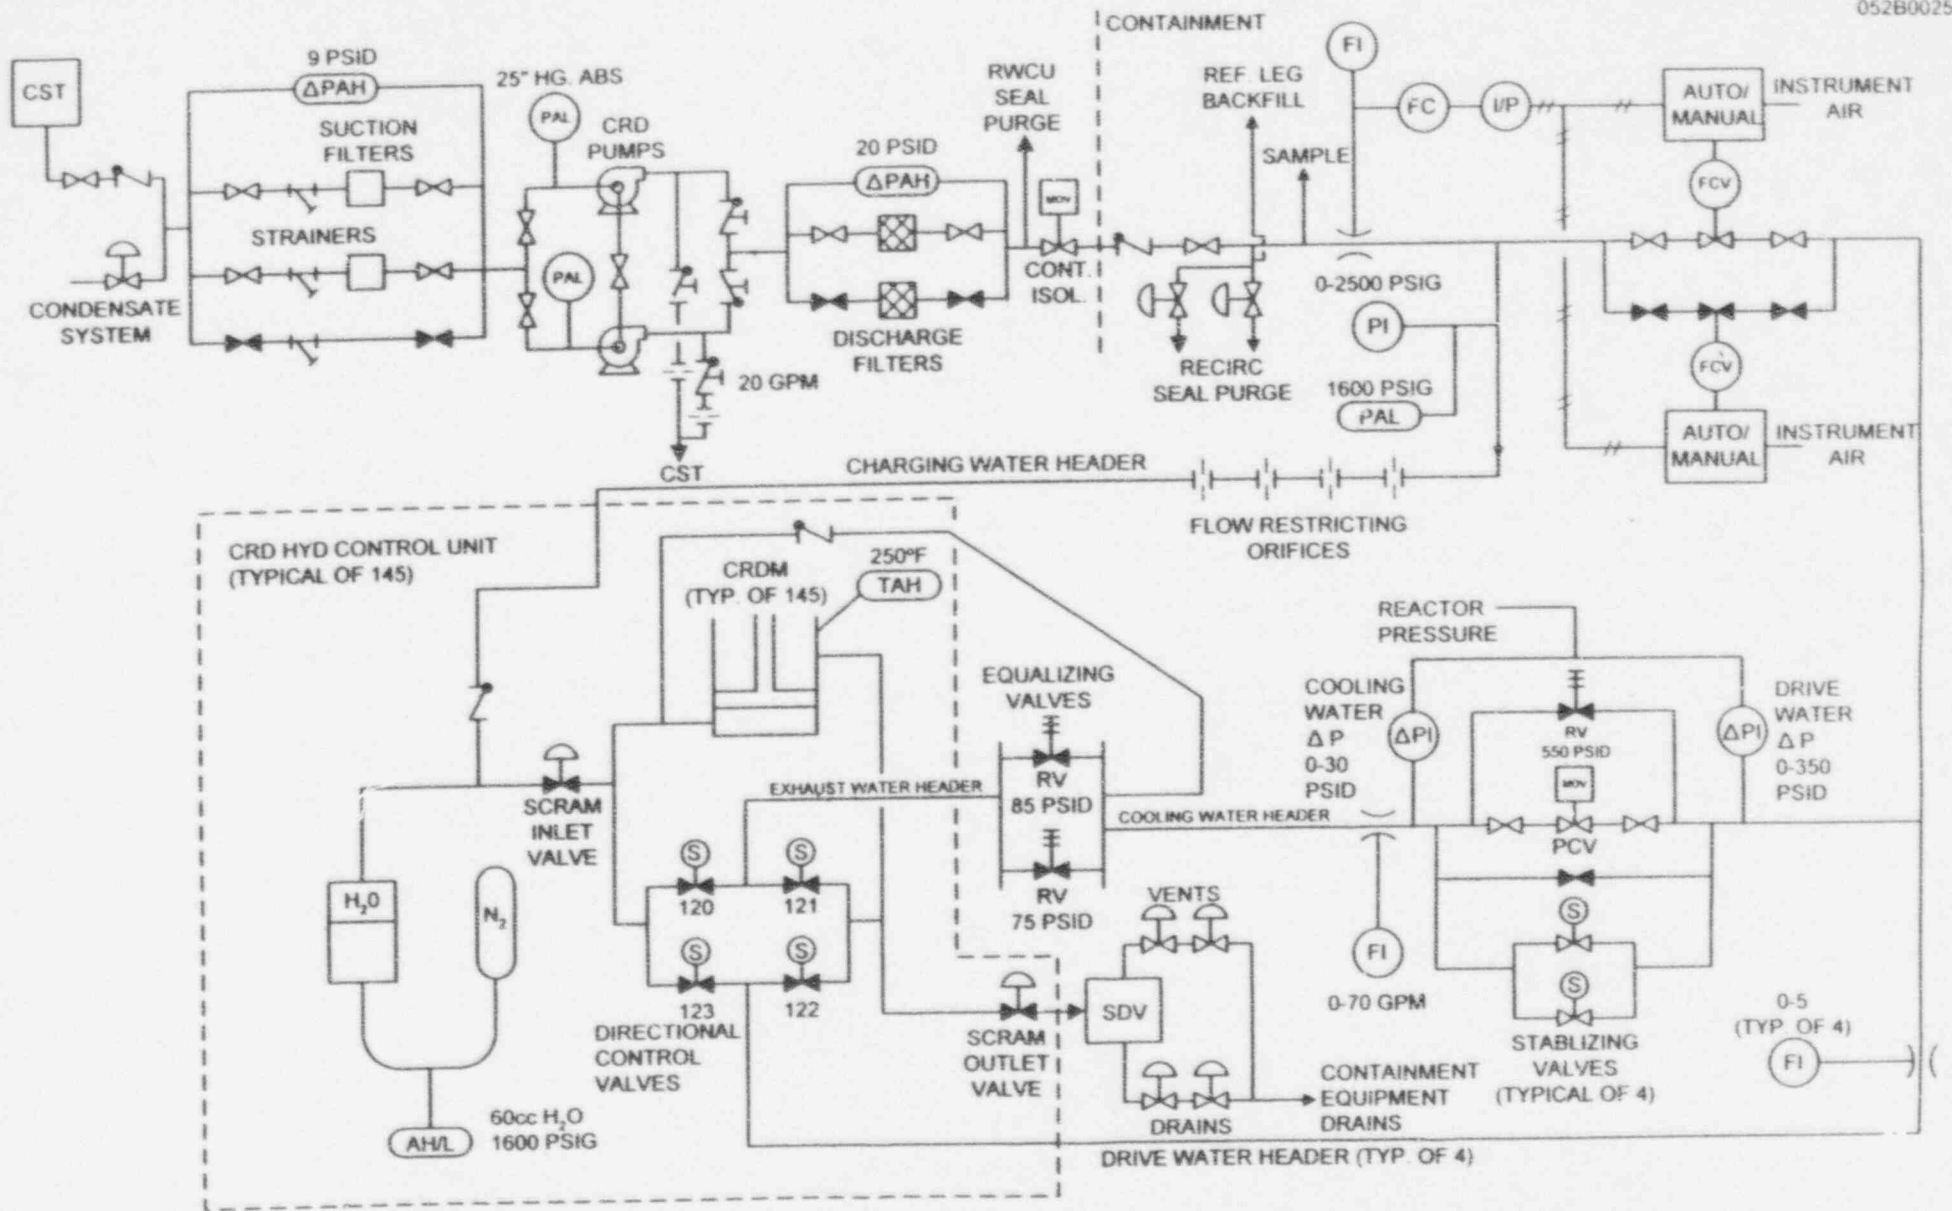 052B0025
CONTAINMENT
CST
9 PSID
ΔPAH
25" HG. ABS
PAL
SUCTION
FILTERS
CRD
PUMPS
RWCU
SEAL
PURGE
20 PSID
ΔPAH
MOV
REF. LEG
BACKFILL
SAMPLE
FI
FC
I/P
AUTO/
MANUAL
INSTRUMENT
AIR
FCV
STRAINERS
CONDENSATE
SYSTEM
PAL
20 GPM
CST
DISCHARGE
FILTERS
CONT.
ISOL.
RECIRC
SEAL PURGE
0-2500 PSIG
PI
1600 PSIG
PAL
FCV
AUTO/
MANUAL
INSTRUMENT
AIR
CHARGING WATER HEADER
FLOW RESTRICTING
ORIFICES
CRD HYD CONTROL UNIT
(TYPICAL OF 145)
CRDM
(TYP. OF 145)
250ºF
TAH
EQUALIZING
VALVES
RV
85 PSID
RV
75 PSID
REACTOR
PRESSURE
COOLING
WATER
Δ P
0-30
PSID
ΔPI
RV
550 PSID
MOV
PCV
ΔPI
DRIVE
WATER
Δ P
0-350
PSID
SCRAM
INLET
VALVE
EXHAUST WATER HEADER
COOLING WATER HEADER
H₂0
N₂
S
120
S
121
S
123
S
122
DIRECTIONAL
CONTROL
VALVES
VENTS
SDV
SCRAM
OUTLET
VALVE
DRAINS
CONTAINMENT
EQUIPMENT
DRAINS
FI
0-70 GPM
S
S
STABLIZING
VALVES
(TYPICAL OF 4)
0-5
(TYP. OF 4)
FI
AH/L
60cc H₂O
1600 PSIG
DRIVE WATER HEADER (TYP. OF 4)